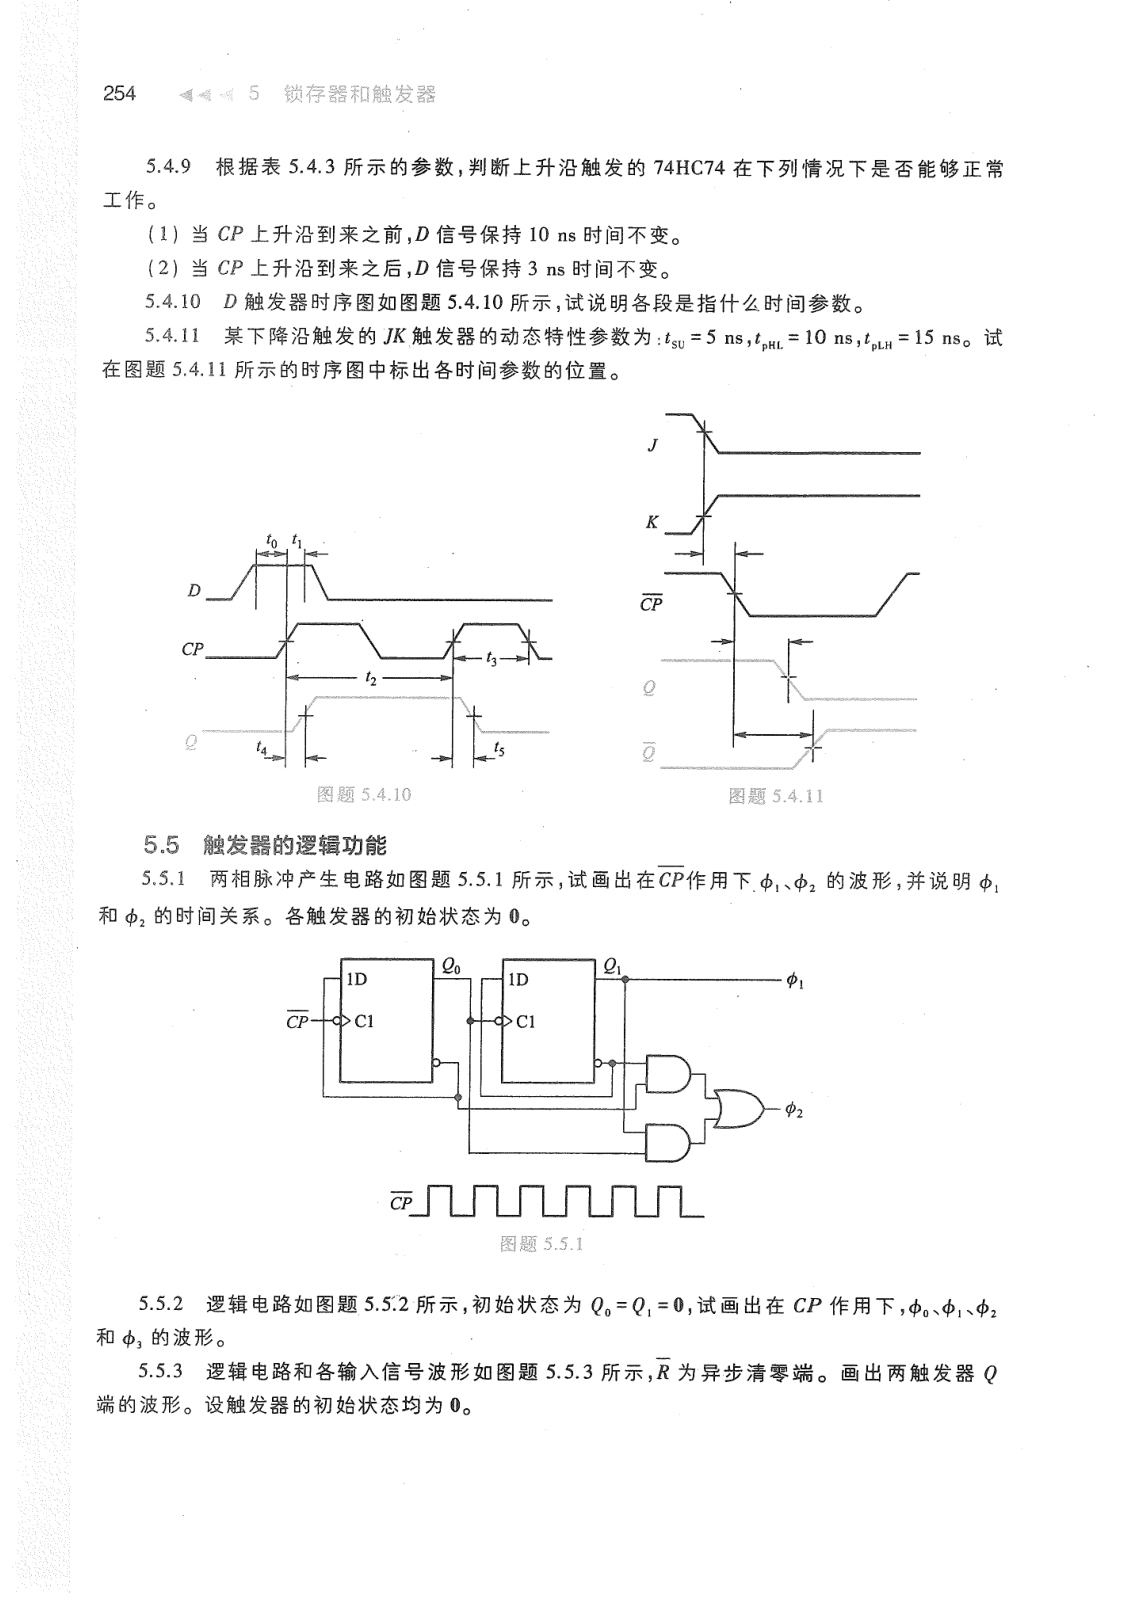 254 5 锁存器和触发器
5.4.9 根据表 5.4.3 所示的参数,判断上升沿触发的 74HC74 在下列情况下是否能够正常
工作。
(1) 当 CP 上升沿到来之前,D 信号保持 10 ns 时间不变。
(2) 当 CP 上升沿到来之后,D 信号保持 3 ns 时间不变。
5.4.10 D 触发器时序图如图题 5.4.10 所示,试说明各段是指什么时间参数。
5.4.11 某下降沿触发的 JK 触发器的动态特性参数为:t_SU = 5 ns,t_pHL = 10 ns,t_pLH = 15 ns。试
在图题 5.4.11 所示的时序图中标出各时间参数的位置。
t₀ t₁
D
CP
t₃
t₂
Q
t₄
t₅
图题 5.4.10
J
K
C̅P̅
Q
Q̅
图题 5.4.11
5.5 触发器的逻辑功能
5.5.1 两相脉冲产生电路如图题 5.5.1 所示,试画出在C̅P̅作用下 ϕ₁、ϕ₂ 的波形,并说明 ϕ₁
和 ϕ₂ 的时间关系。各触发器的初始状态为 0。
1D Q₀ 1D Q₁ ϕ₁
C̅P̅ C1 C1
ϕ₂
C̅P̅
图题 5.5.1
5.5.2 逻辑电路如图题 5.5.2 所示,初始状态为 Q₀ = Q₁ = 0,试画出在 CP 作用下,ϕ₀、ϕ₁、ϕ₂
和 ϕ₃ 的波形。
5.5.3 逻辑电路和各输入信号波形如图题 5.5.3 所示,R̅ 为异步清零端。画出两触发器 Q
端的波形。设触发器的初始状态均为 0。